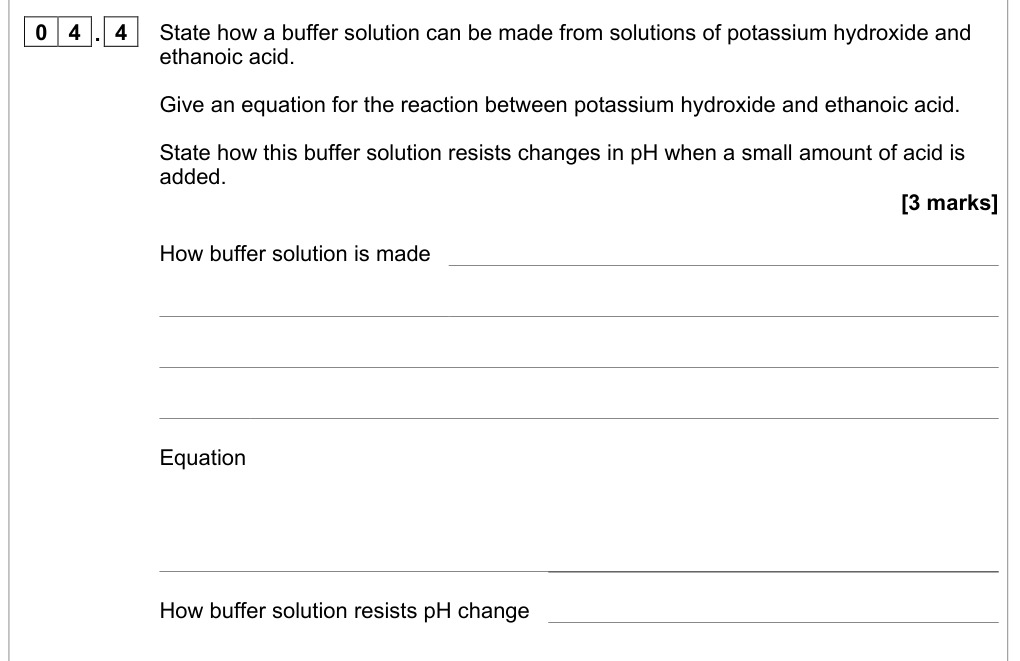 04.4 State how a buffer solution can be made from solutions of potassium hydroxide and
ethanoic acid.
Give an equation for the reaction between potassium hydroxide and ethanoic acid.
State how this buffer solution resists changes in pH when a small amount of acid is
added.
[3 marks]
How buffer solution is made
Equation
How buffer solution resists pH change